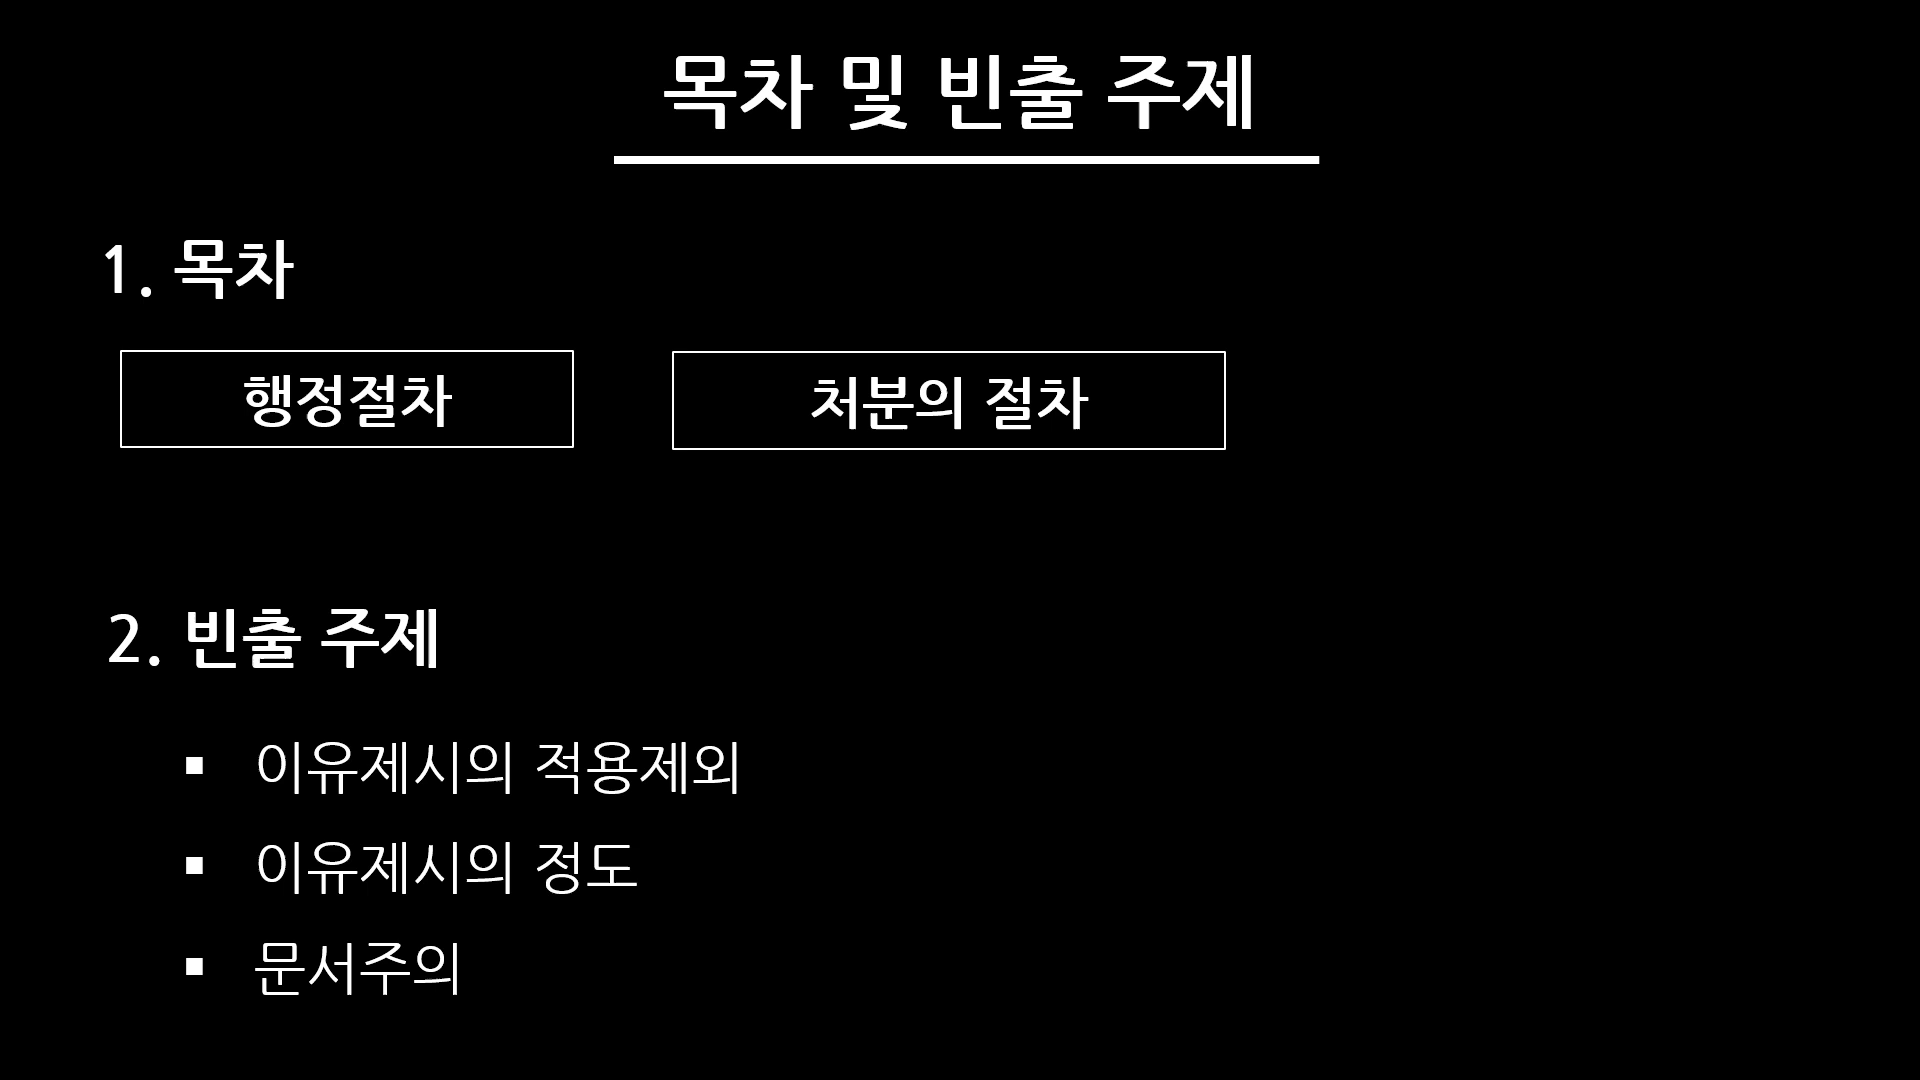 목차 및 빈출 주제
1. 목차
행정절차
처분의 절차
2. 빈출 주제
▪ 이유제시의 적용제외
▪ 이유제시의 정도
▪ 문서주의